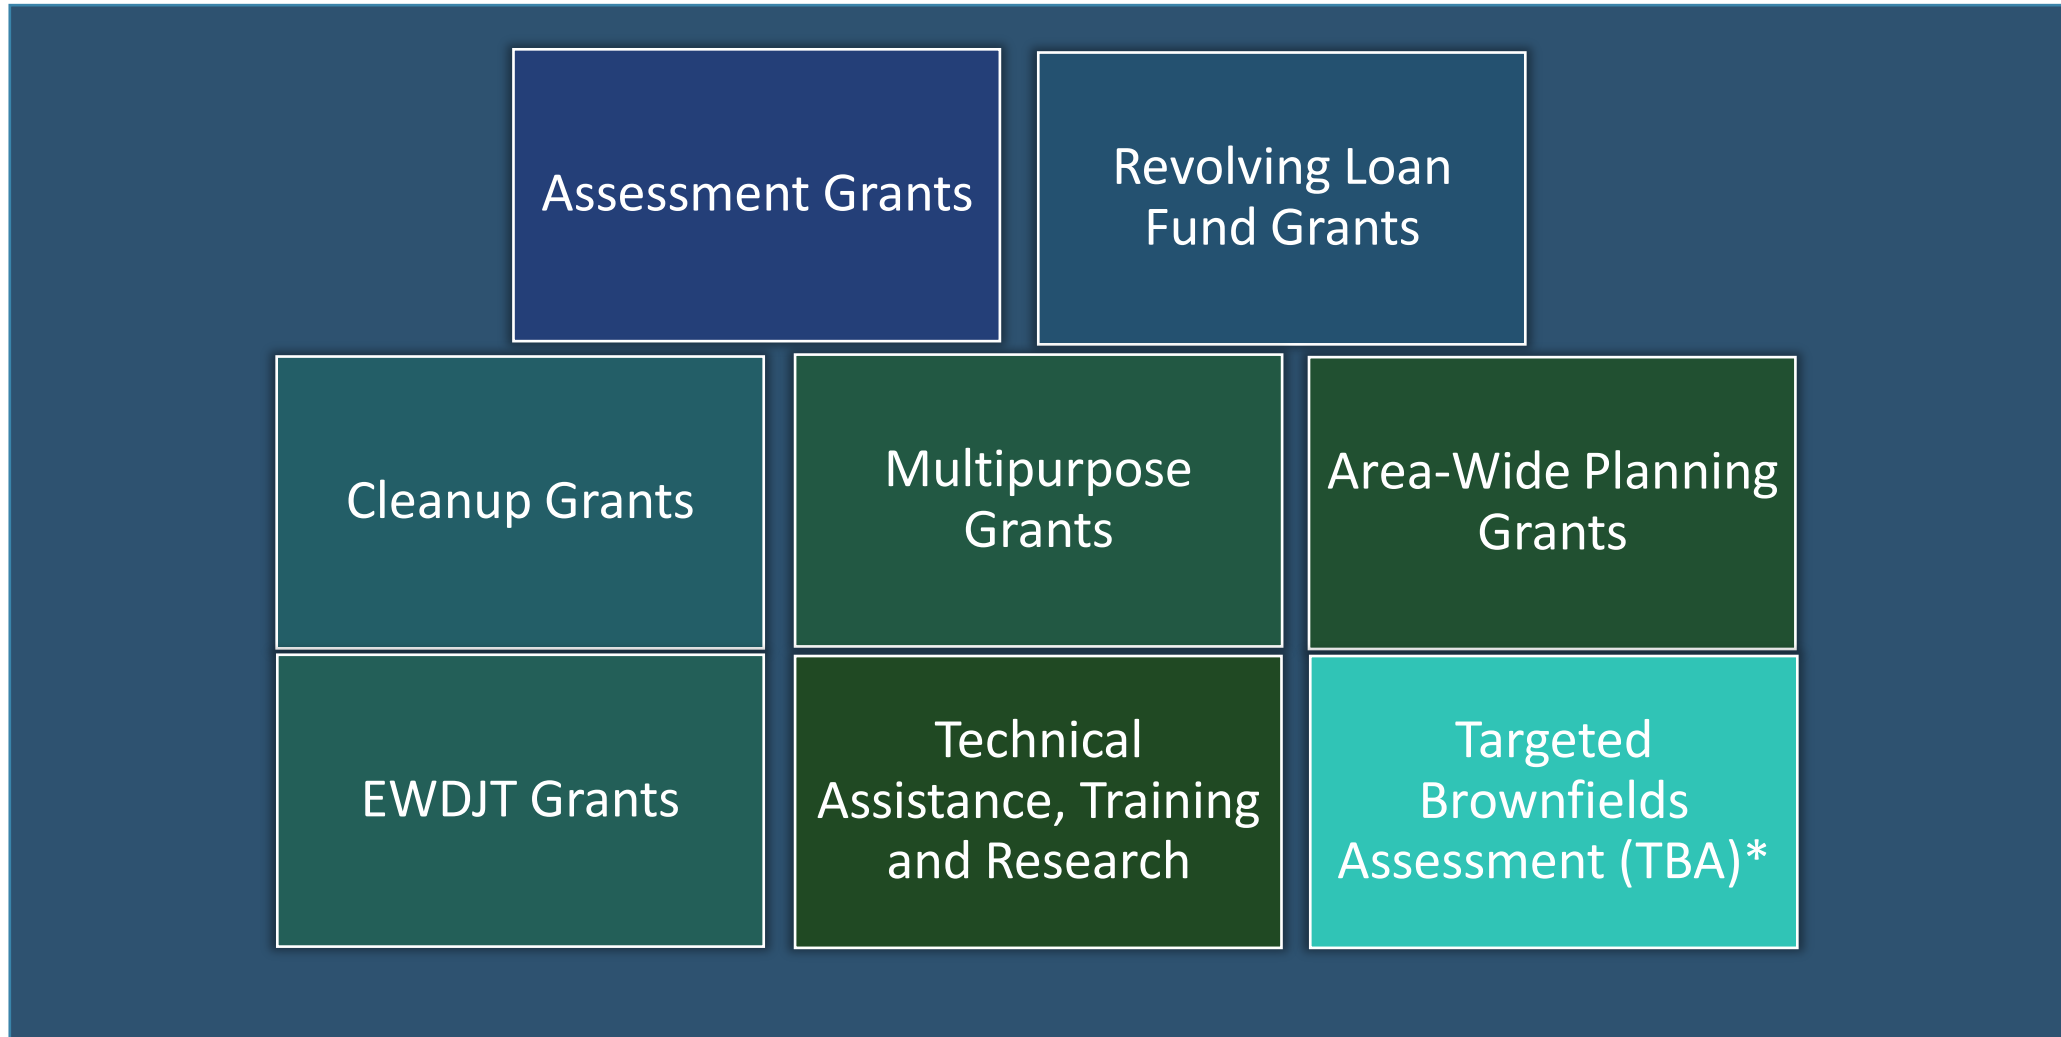 Assessment Grants
Revolving Loan
Fund Grants
Cleanup Grants
Multipurpose
Grants
Area-Wide Planning
Grants
EWDJT Grants
Technical
Assistance, Training
and Research
Targeted
Brownfields
Assessment (TBA)*